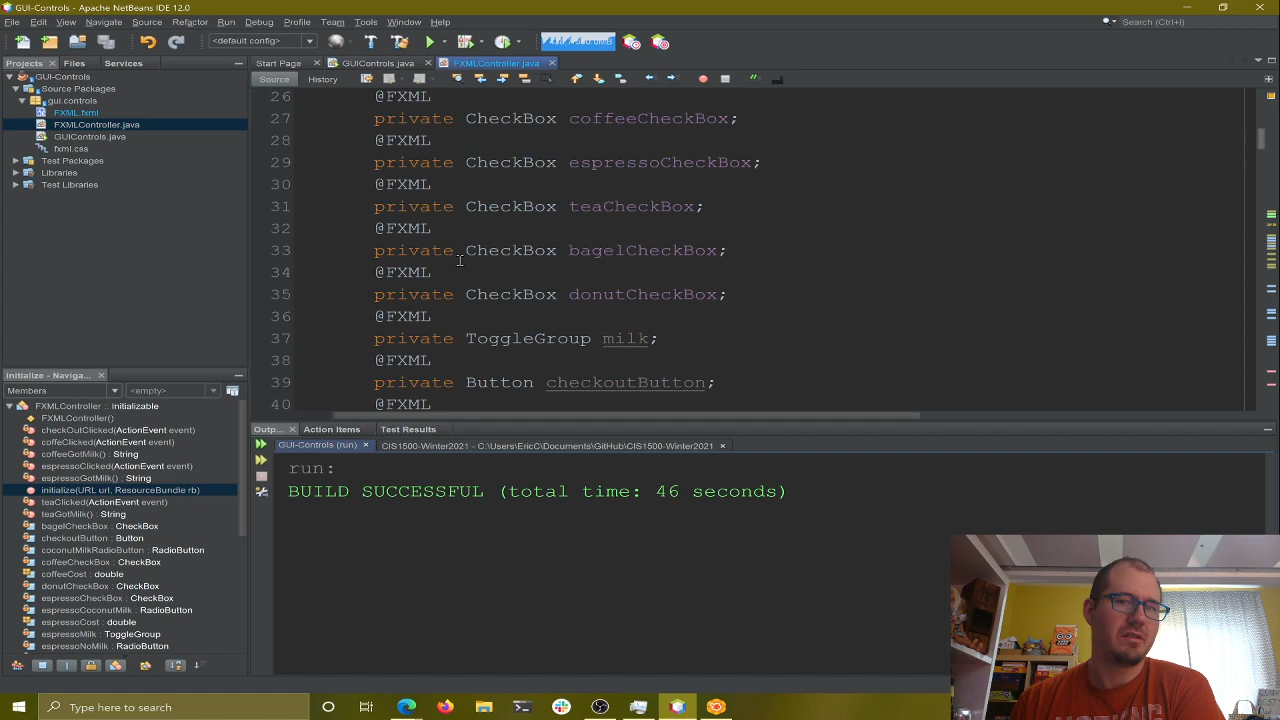 GUI-Controls - Apache NetBeans IDE 12.0
File Edit View Navigate Source Refactor Run Debug Profile Team Tools Window Help
Search (Ctrl+I)
<default config>
Projects Files Services
Start Page GUIControls.java FXMLController.java
Source History
GUI-Controls
Source Packages
gui.controls
FXML.fxml
FXMLController.java
GUIControls.java
fxml.css
Test Packages
Libraries
Test Libraries
26 @FXML
27 private CheckBox coffeeCheckBox;
28 @FXML
29 private CheckBox espressoCheckBox;
30 @FXML
31 private CheckBox teaCheckBox;
32 @FXML
33 private CheckBox bagelCheckBox;
34 @FXML
35 private CheckBox donutCheckBox;
36 @FXML
37 private ToggleGroup milk;
38 @FXML
39 private Button checkoutButton;
40 @FXML
initialize - Naviga...
Members <empty>
FXMLController :: Initializable
FXMLController()
checkOutClicked(ActionEvent event)
coffeClicked(ActionEvent event)
coffeeGotMilk() : String
espressoClicked(ActionEvent event)
espressoGotMilk() : String
initialize(URL url, ResourceBundle rb)
teaClicked(ActionEvent event)
teaGotMilk() : String
bagelCheckBox : CheckBox
checkoutButton : Button
coconutMilkRadioButton : RadioButton
coffeeCheckBox : CheckBox
coffeeCost : double
donutCheckBox : CheckBox
espressoCheckBox : CheckBox
espressoCoconutMilk : RadioButton
espressoCost : double
espressoMilk : ToggleGroup
espressoNoMilk : RadioButton
Outp... Action Items Test Results
GUI-Controls (run) CIS1500-Winter2021 - C:\Users\EricC\Documents\GitHub\CIS1500-Winter2021
run:
BUILD SUCCESSFUL (total time: 46 seconds)
Type here to search